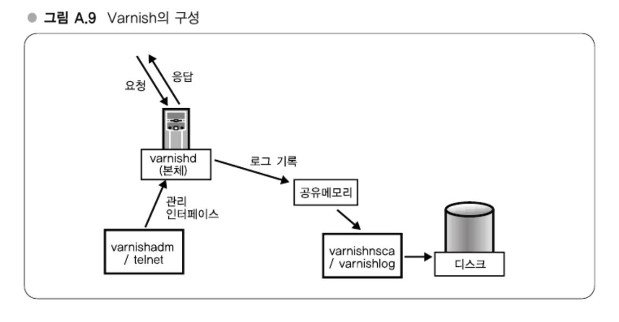 ● 그림 A.9 Varnish의 구성
요청
응답
varnishd
(본체)
로그 기록
공유메모리
관리
인터페이스
varnishadm
/ telnet
varnishnsca
/ varnishlog
디스크